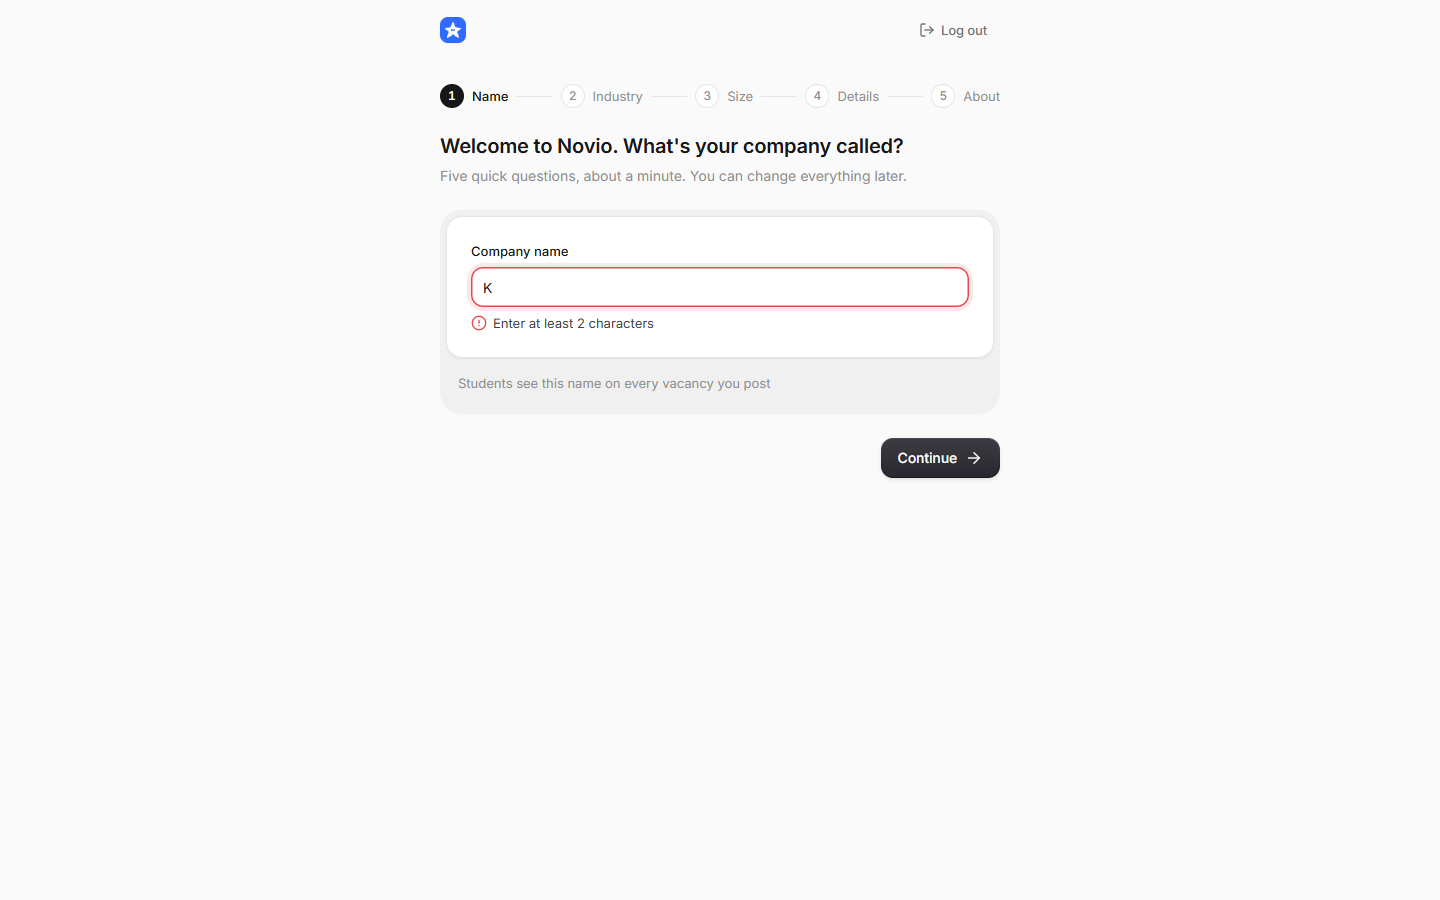 Log out
1 Name 2 Industry 3 Size 4 Details 5 About
Welcome to Novio. What's your company called?
Five quick questions, about a minute. You can change everything later.
Company name
K
Enter at least 2 characters
Students see this name on every vacancy you post
Continue